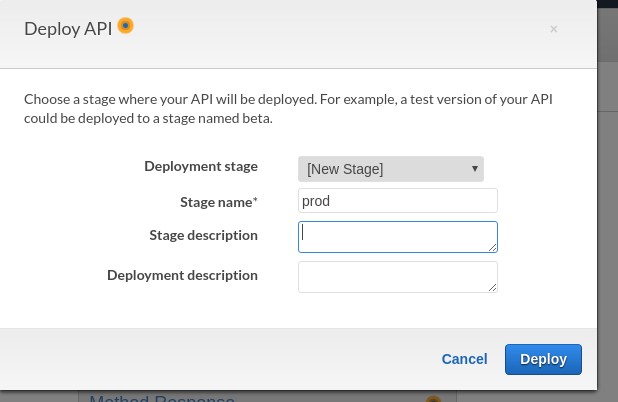 Deploy API
×
Choose a stage where your API will be deployed. For example, a test version of your API
could be deployed to a stage named beta.
Deployment stage [New Stage]
Stage name* prod
Stage description
Deployment description
Cancel Deploy
Method Response